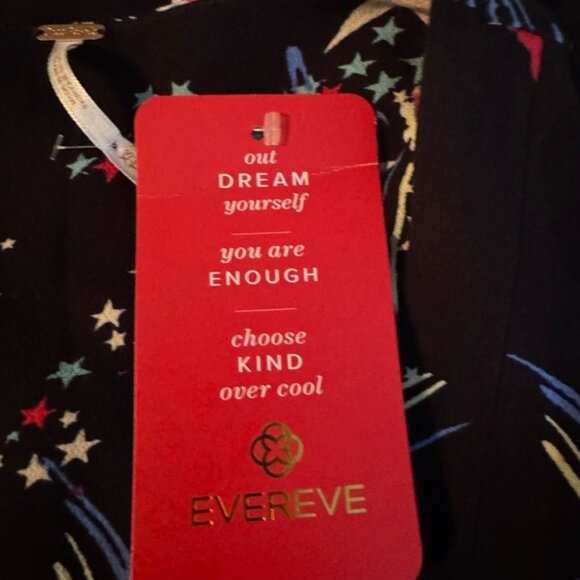 out
DREAM
yourself
you are
ENOUGH
choose
KIND
over cool
EVEREVE